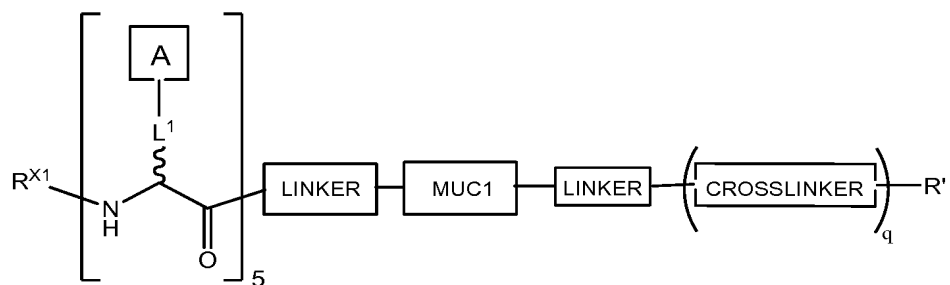 A
L¹
Rˣ¹ N H O LINKER MUC1 LINKER CROSSLINKER R'
5 q